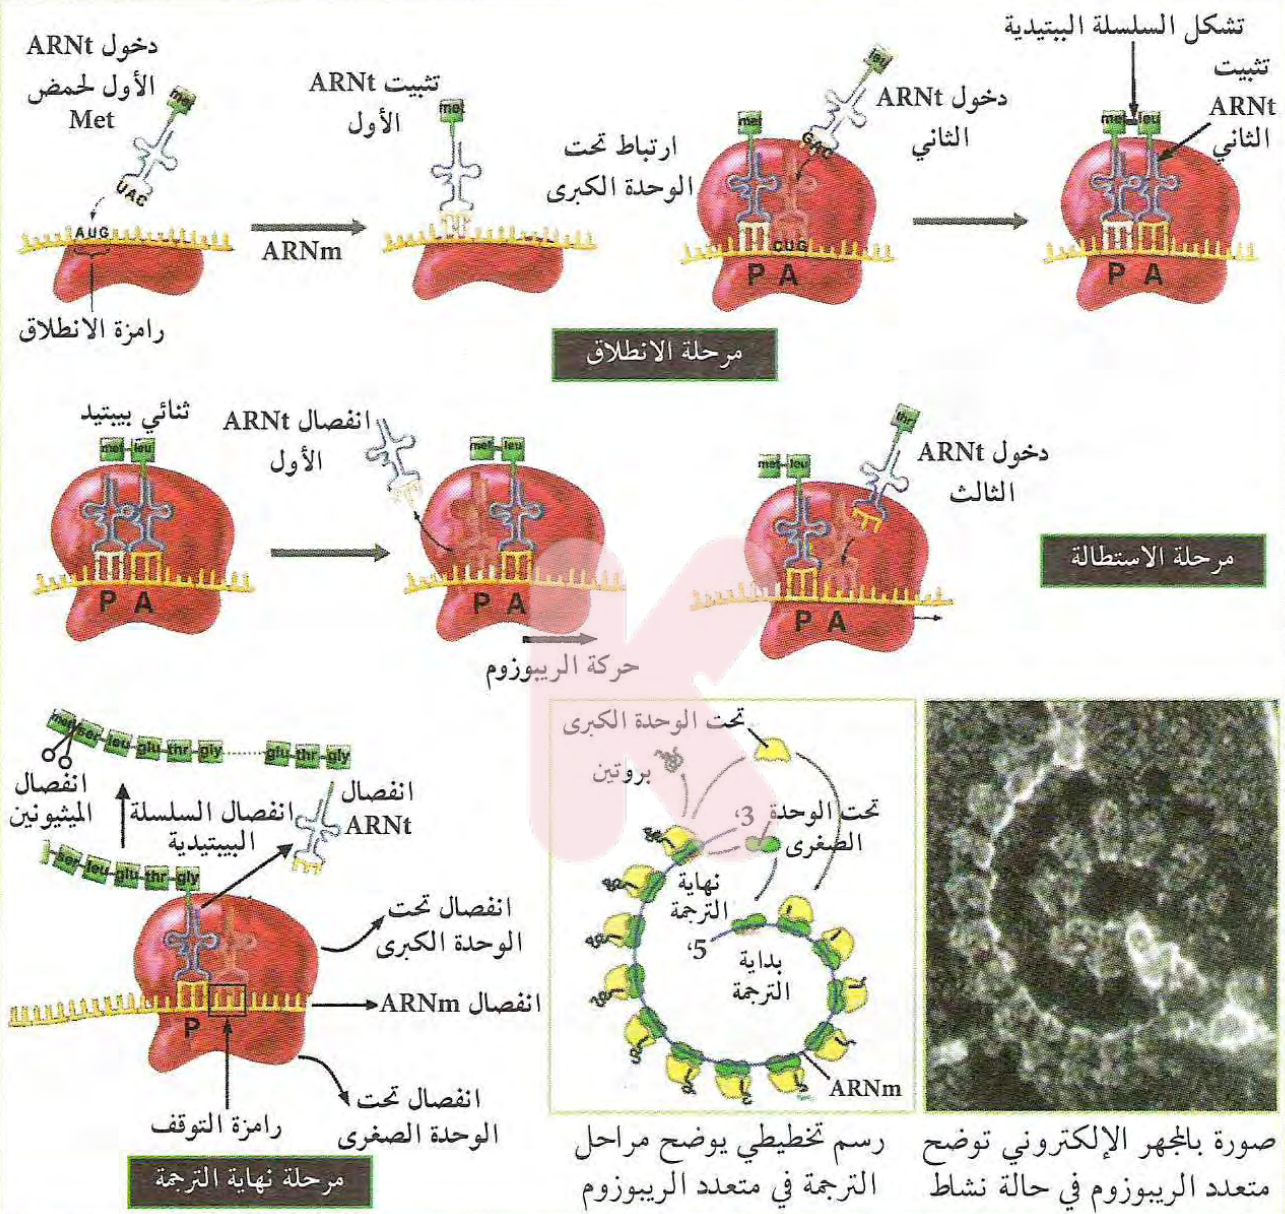 دخول ARNt
الأول لحمض
Met
met
UAC
AUG
رامزة الانطلاق
ARNm
تثبيت ARNt
الأول
met
ارتباط تحت
الوحدة الكبرى
met
leu
GAC
CUG
P A
دخول ARNt
الثاني
تشكل السلسلة الببتيدية
تثبيت
ARNt
الثاني
met leu
P A
مرحلة الانطلاق
ثنائي بيبتيد
met leu
P A
انفصال ARNt
الأول
met leu
P A
حركة الريبوزوم
met leu
thr
دخول ARNt
الثالث
P A
مرحلة الاستطالة
met ser leu glu thr gly ........ glu thr gly
انفصال
الميثيونين
انفصال السلسلة
البيبتيدية
انفصال
ARNt
ser leu glu thr gly
انفصال تحت
الوحدة الكبرى
انفصال ARNm
P
رامزة التوقف
انفصال تحت
الوحدة الصغرى
مرحلة نهاية الترجمة
تحت الوحدة الكبرى
بروتين
تحت الوحدة
الصغرى
3،
نهاية
الترجمة
5،
بداية
الترجمة
ARNm
رسم تخطيطي يوضح مراحل
الترجمة في متعدد الريبوزوم
صورة بالمجهر الإلكتروني توضح
متعدد الريبوزوم في حالة نشاط
K